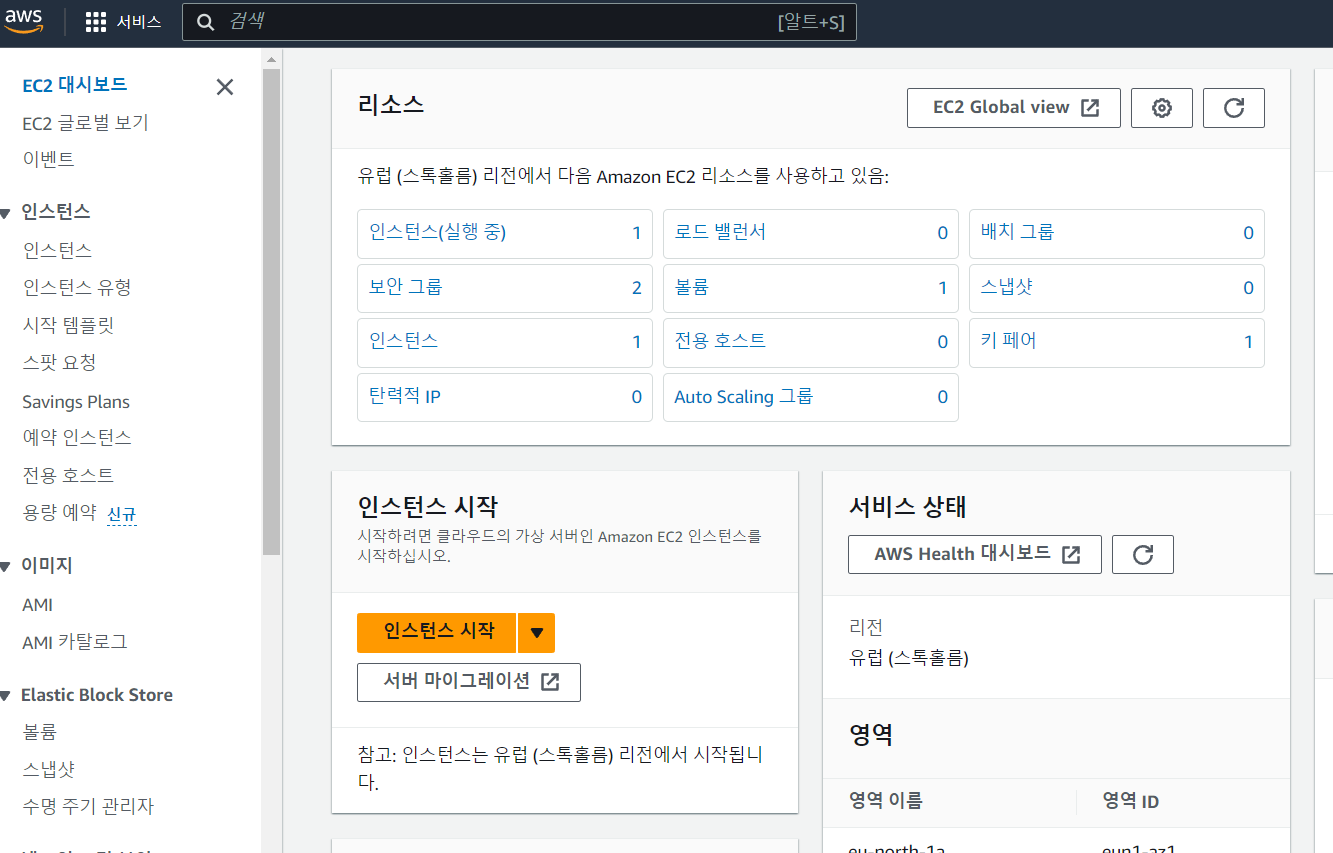 aws
서비스
검색
[알트+S]
EC2 대시보드
EC2 글로벌 보기
이벤트
인스턴스
인스턴스
인스턴스 유형
시작 템플릿
스팟 요청
Savings Plans
예약 인스턴스
전용 호스트
용량 예약 신규
이미지
AMI
AMI 카탈로그
Elastic Block Store
볼륨
스냅샷
수명 주기 관리자
리소스
EC2 Global view
유럽 (스톡홀름) 리전에서 다음 Amazon EC2 리소스를 사용하고 있음:
인스턴스(실행 중) 1
로드 밸런서 0
배치 그룹 0
보안 그룹 2
볼륨 1
스냅샷 0
인스턴스 1
전용 호스트 0
키 페어 1
탄력적 IP 0
Auto Scaling 그룹 0
인스턴스 시작
시작하려면 클라우드의 가상 서버인 Amazon EC2 인스턴스를
시작하십시오.
인스턴스 시작
서버 마이그레이션
참고: 인스턴스는 유럽 (스톡홀름) 리전에서 시작됩니
다.
서비스 상태
AWS Health 대시보드
리전
유럽 (스톡홀름)
영역
영역 이름
영역 ID
eu-north-1a
eun1-az1